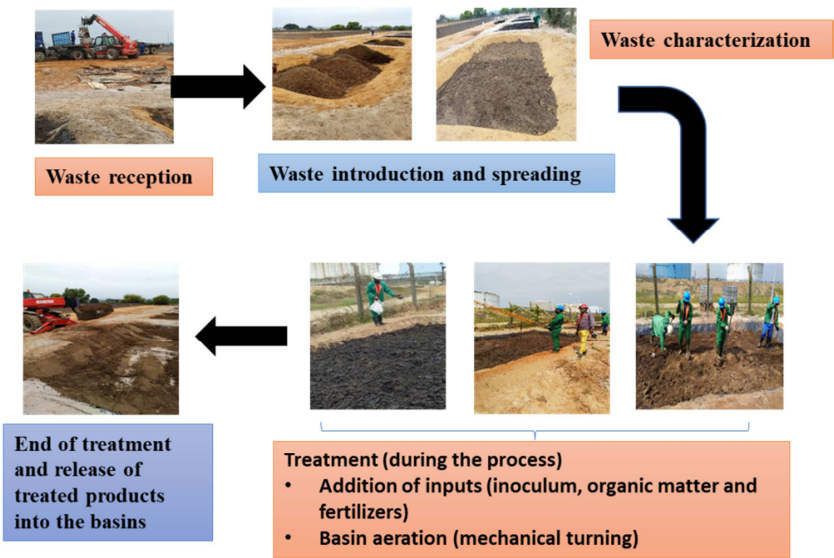 Waste characterization
Waste reception
Waste introduction and spreading
End of treatment
and release of
treated products
into the basins
Treatment (during the process)
• Addition of inputs (inoculum, organic matter and
fertilizers)
• Basin aeration (mechanical turning)